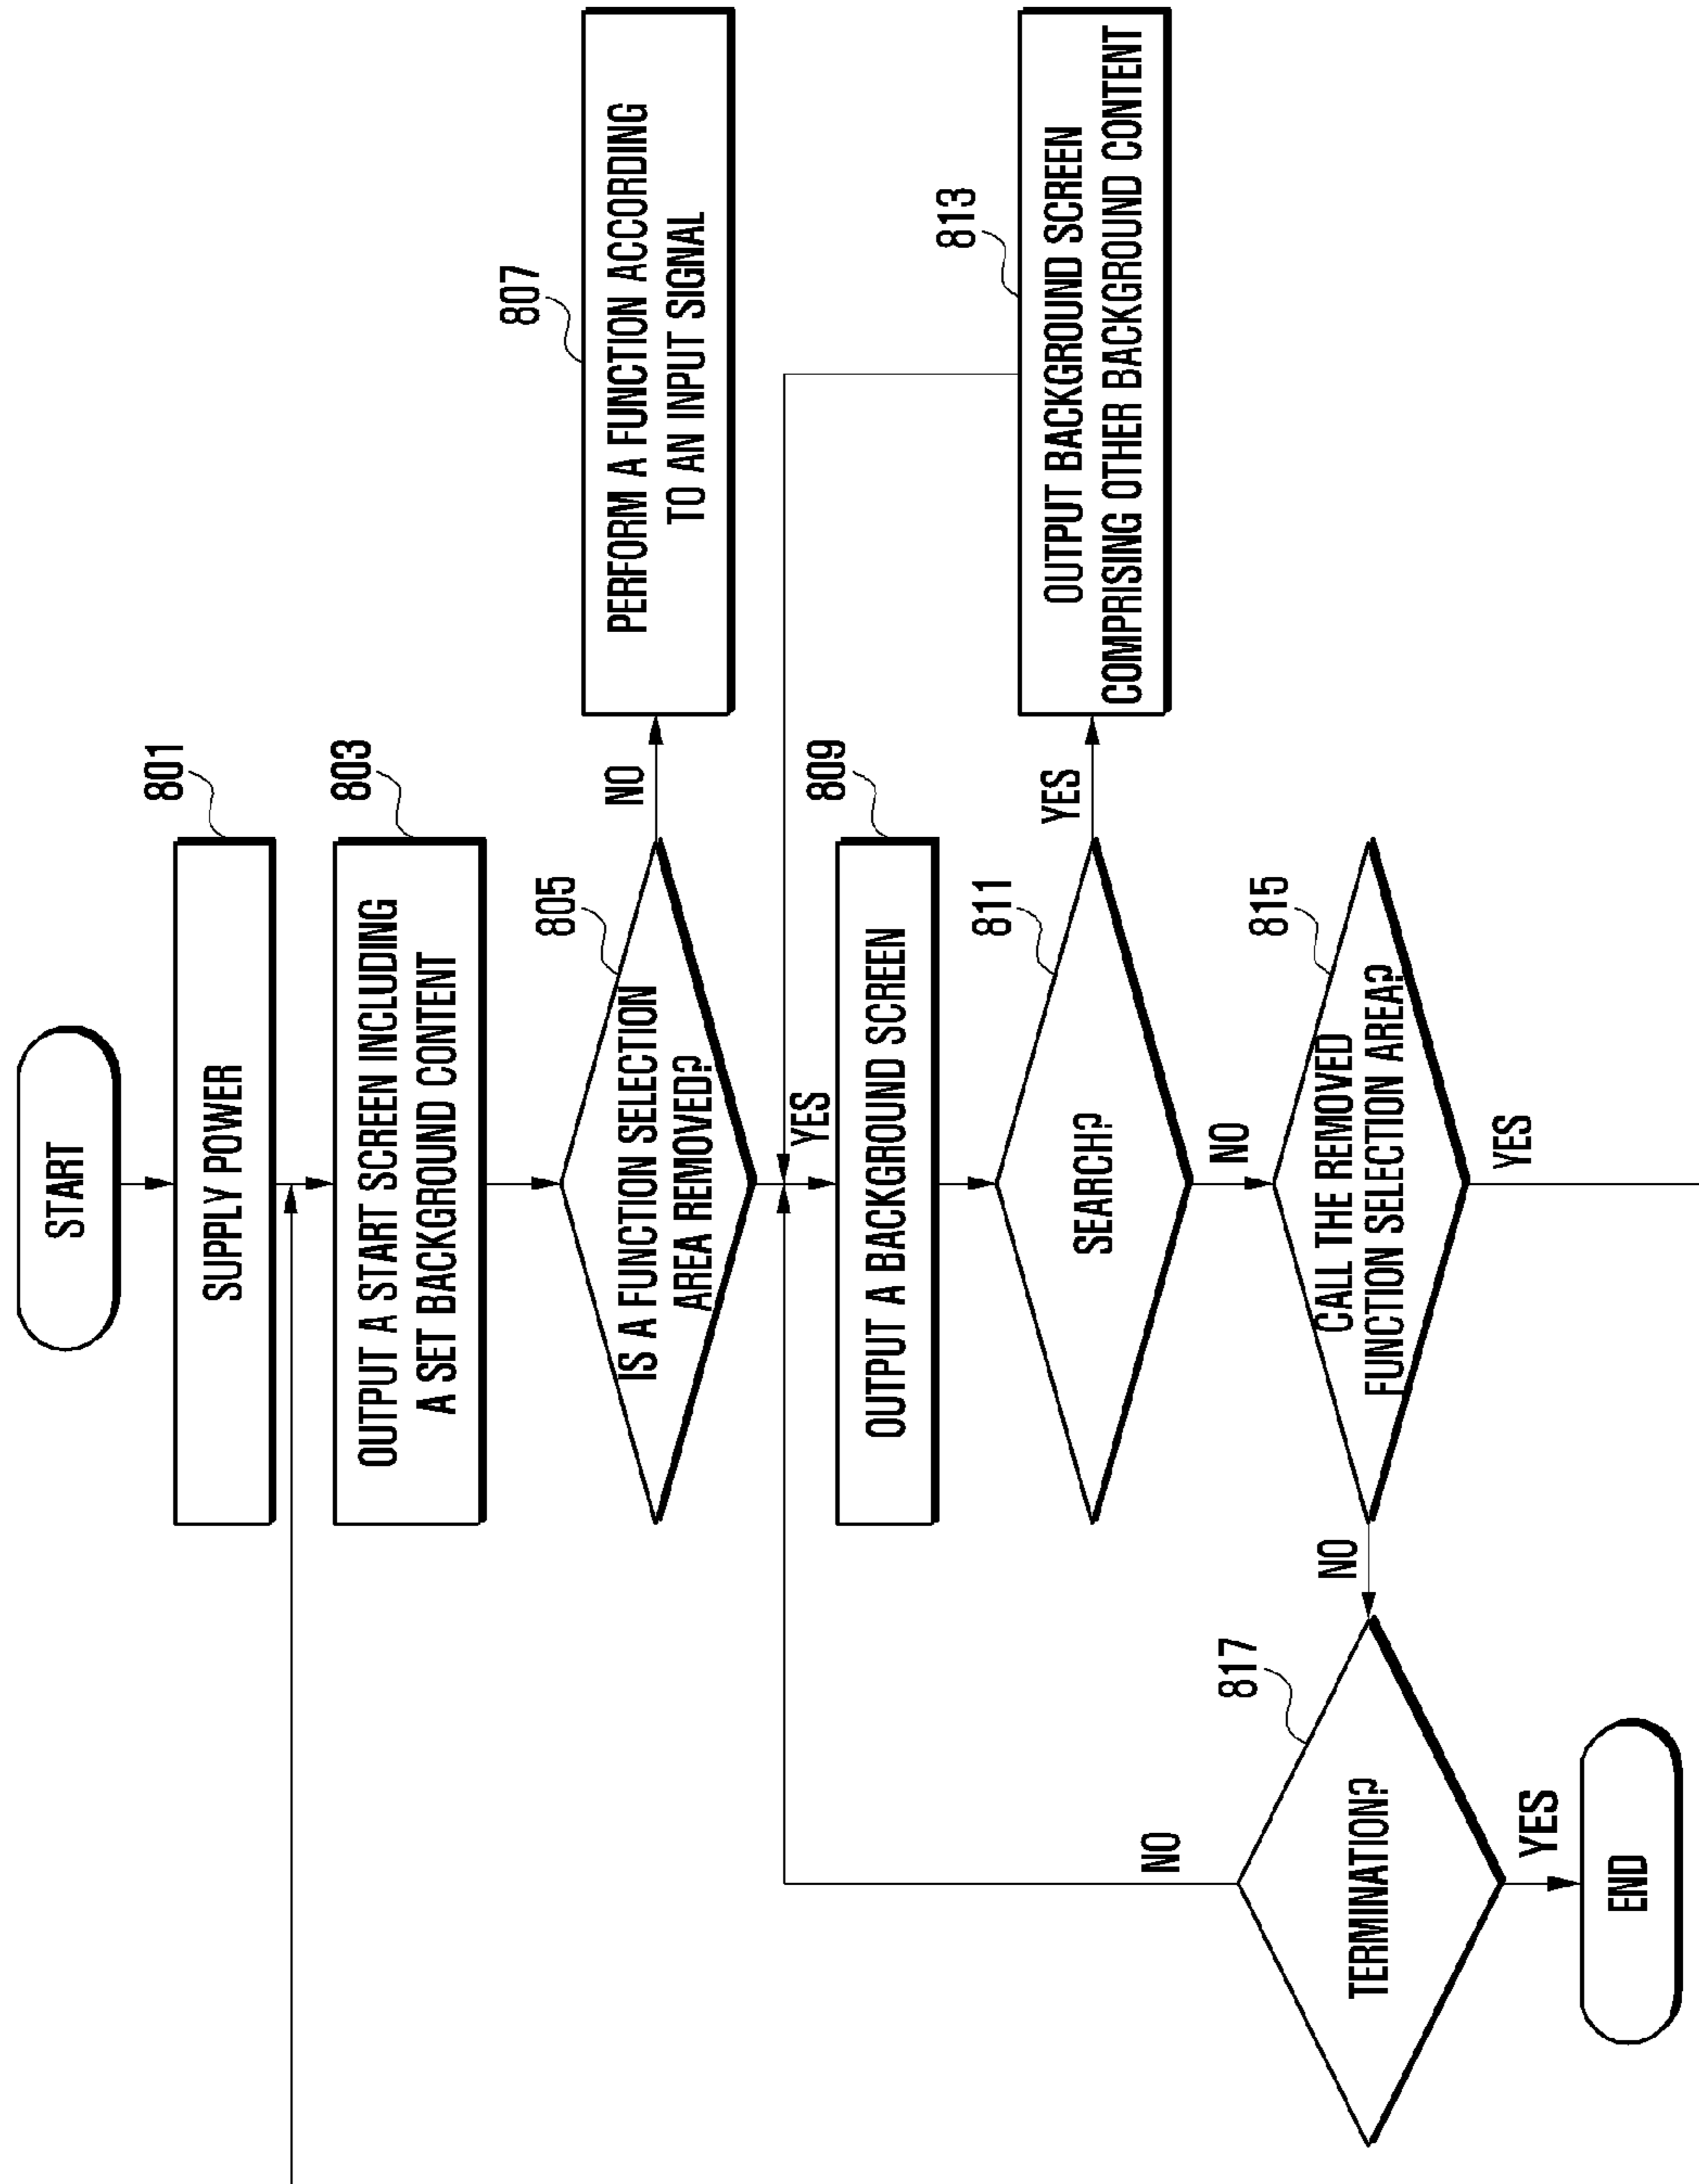 START
801
SUPPLY POWER
803
OUTPUT A START SCREEN INCLUDING
A SET BACKGROUND CONTENT
805
IS A FUNCTION SELECTION
AREA REMOVED?
NO
807
PERFORM A FUNCTION ACCORDING
TO AN INPUT SIGNAL
YES
809
OUTPUT A BACKGROUND SCREEN
811
SEARCH?
YES
813
OUTPUT BACKGROUND SCREEN
COMPRISING OTHER BACKGROUND CONTENT
NO
815
CALL THE REMOVED
FUNCTION SELECTION AREA?
YES
NO
817
TERMINATION?
NO
YES
END